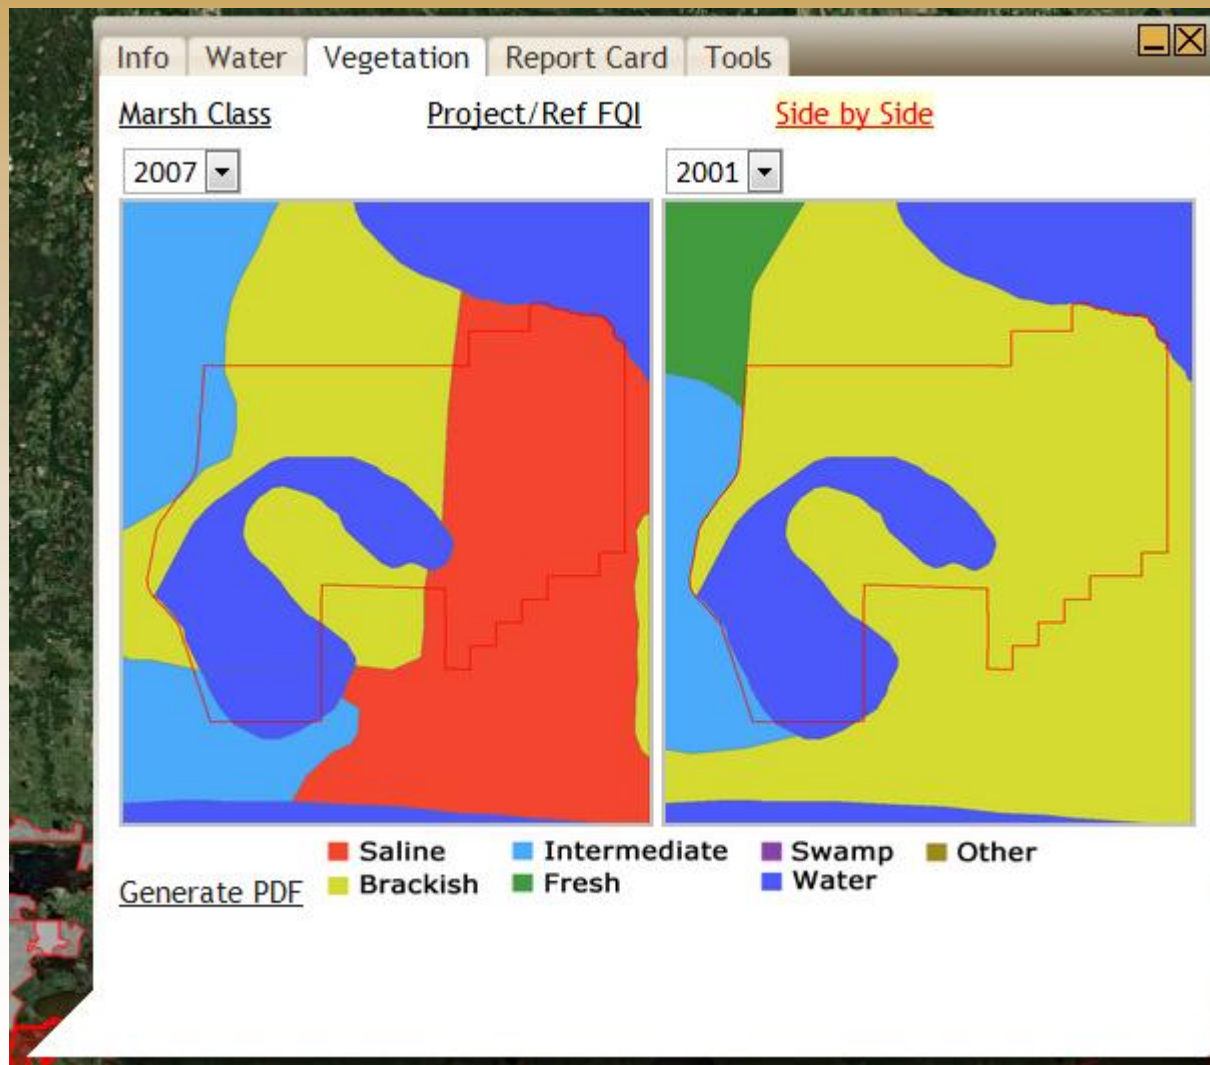 Info Water Vegetation Report Card Tools
Marsh Class Project/Ref FQI Side by Side
2007 2001
Saline Intermediate Swamp Other
Brackish Fresh Water
Generate PDF